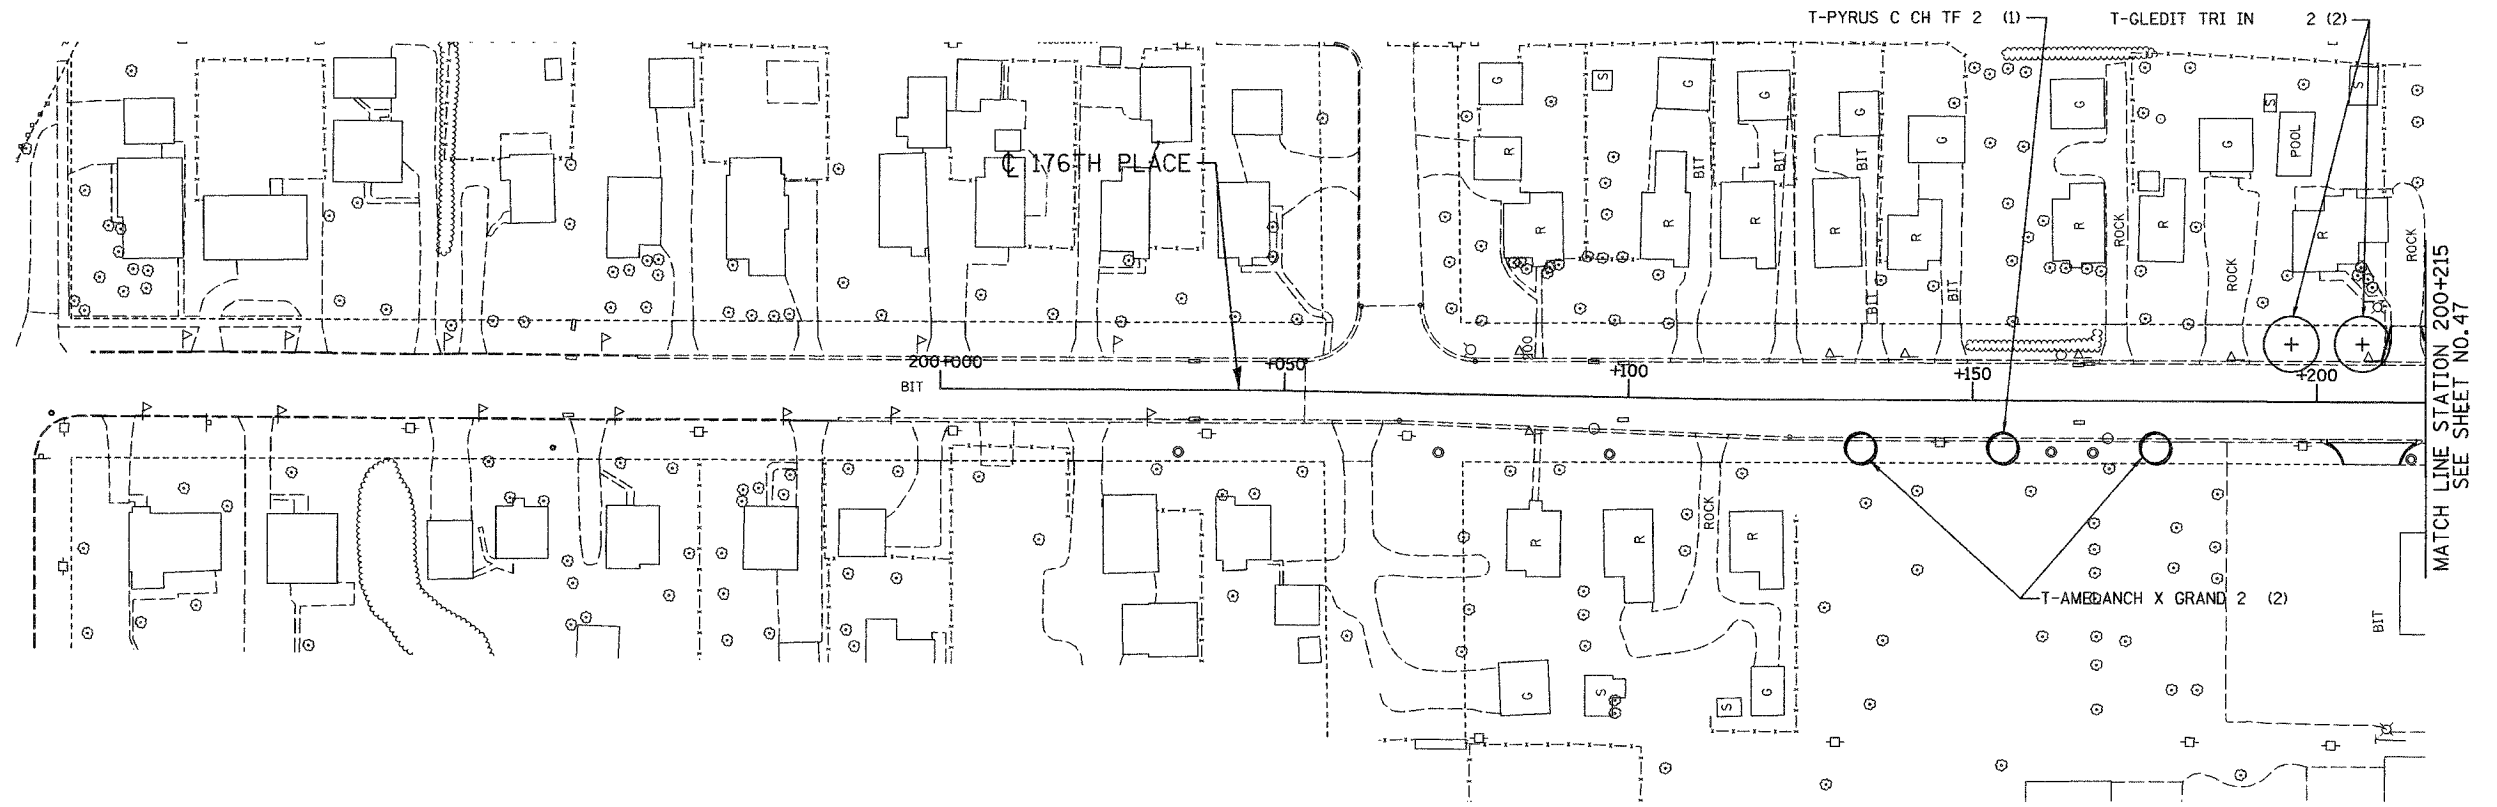 T-PYRUS C CH TF 2 (1)
T-GLEDIT TRI IN 2 (2)
S
G
G
G
G
G
S
S
G
POOL
R
BIT
BIT
BIT
℄ 176TH PLACE
R
R
R
R
R
R
ROCK
R
R
ROCK
ROCK
BIT
BIT
200+000
+050
+100
+150
+200
BIT
MATCH LINE STATION 200+215
SEE SHEET NO.47
R
R
ROCK
R
T-AMELANCH X GRAND 2 (2)
BIT
G
S
S
G